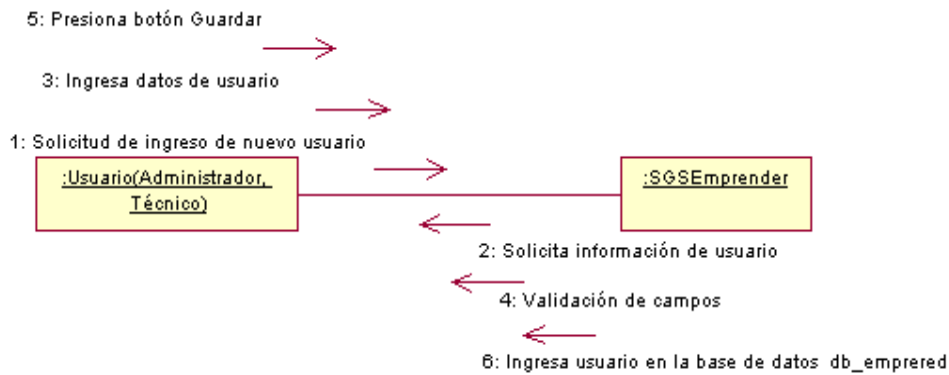 5: Presiona botón Guardar
3: Ingresa datos de usuario
1: Solicitud de ingreso de nuevo usuario
:Usuario(Administrador,
Técnico)
:SGSEmprender
2: Solicita información de usuario
4: Validación de campos
6: Ingresa usuario en la base de datos db_emprered